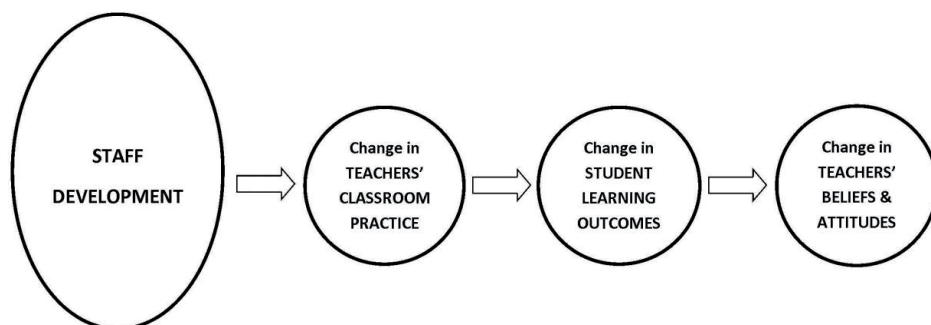 STAFF
DEVELOPMENT
Change in
TEACHERS’
CLASSROOM
PRACTICE
Change in
STUDENT
LEARNING
OUTCOMES
Change in
TEACHERS’
BELIEFS &
ATTITUDES